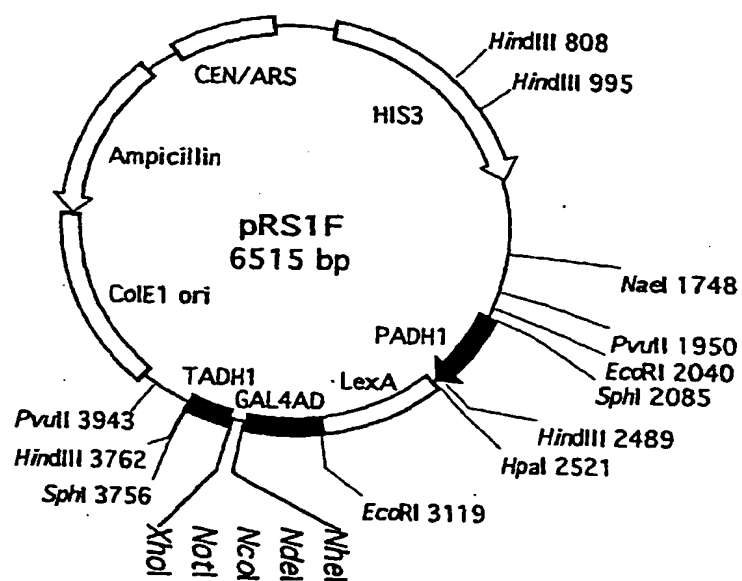 HindIII 808
HindIII 995
CEN/ARS
HIS3
Ampicillin
pRS1F
6515 bp
NaeI 1748
ColE1 ori
PADH1
PvuII 1950
EcoRI 2040
SphI 2085
TADH1
LexA
GAL4AD
PvuII 3943
HindIII 3762
SphI 3756
HindIII 2489
HpaI 2521
EcoRI 3119
XhoI
NotI
NcoI
NdeI
NheI